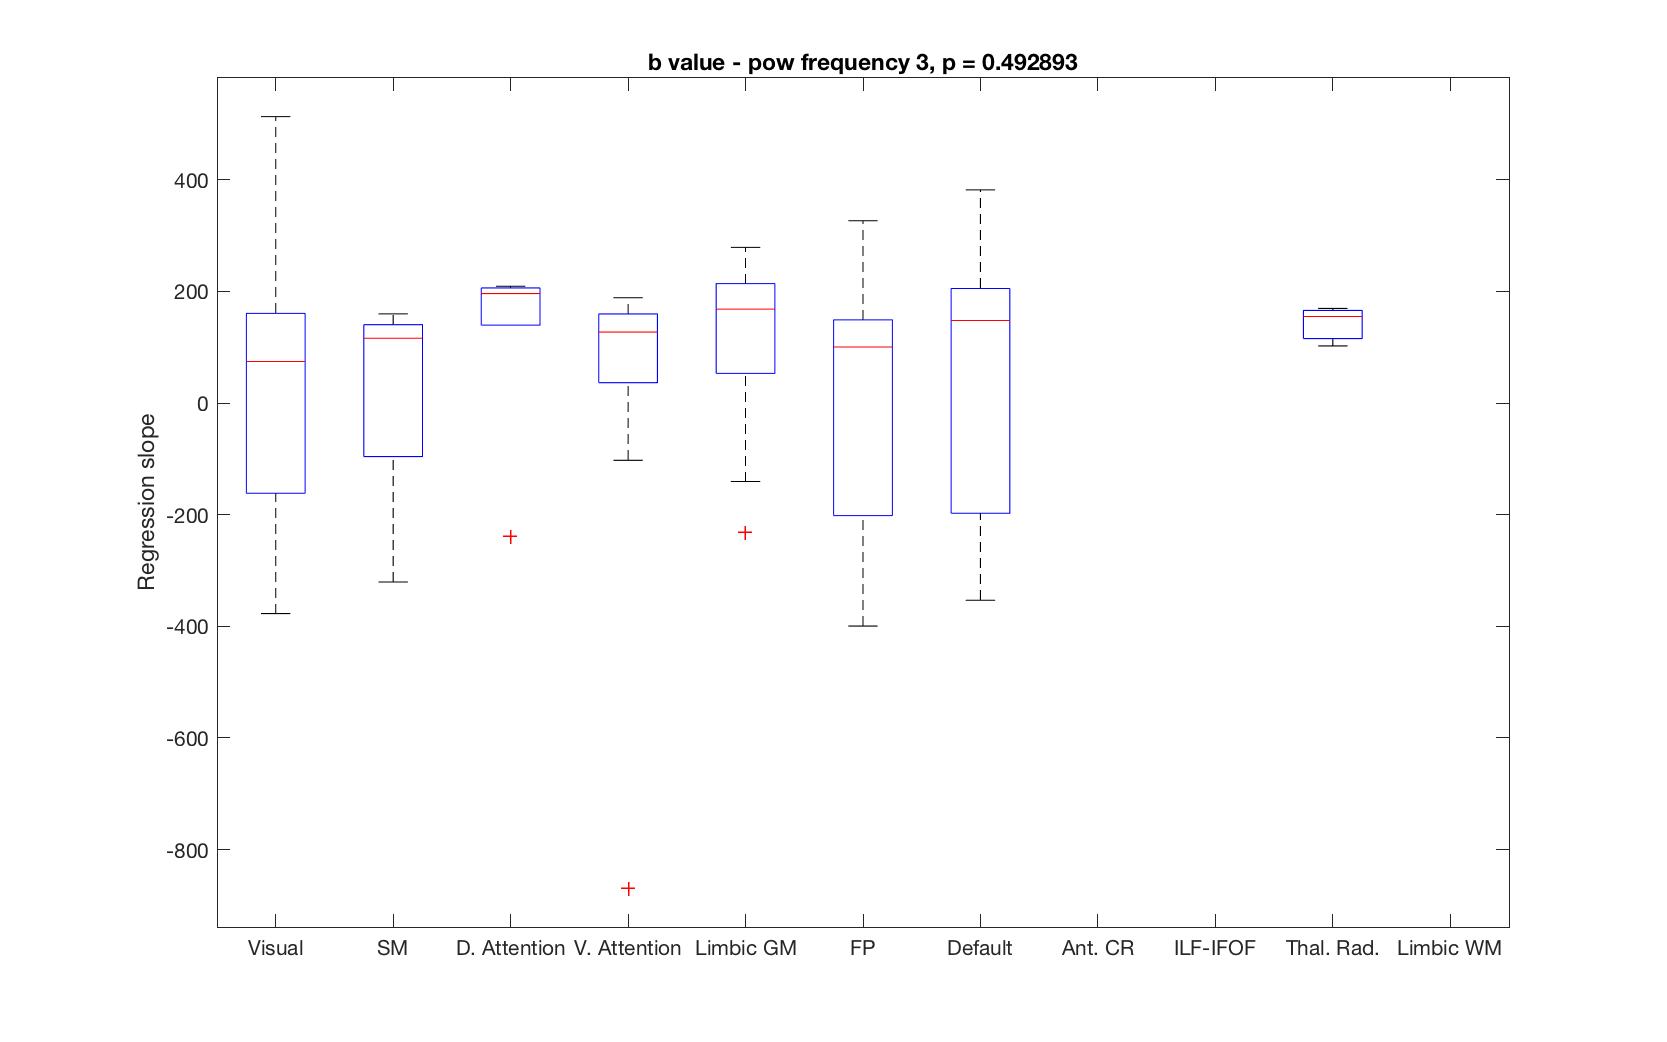 b value - pow frequency 3, p = 0.492893
Regression slope
400
200
0
-200
-400
-600
-800
Visual SM D. Attention V. Attention Limbic GM FP Default Ant. CR ILF-IFOF Thal. Rad. Limbic WM